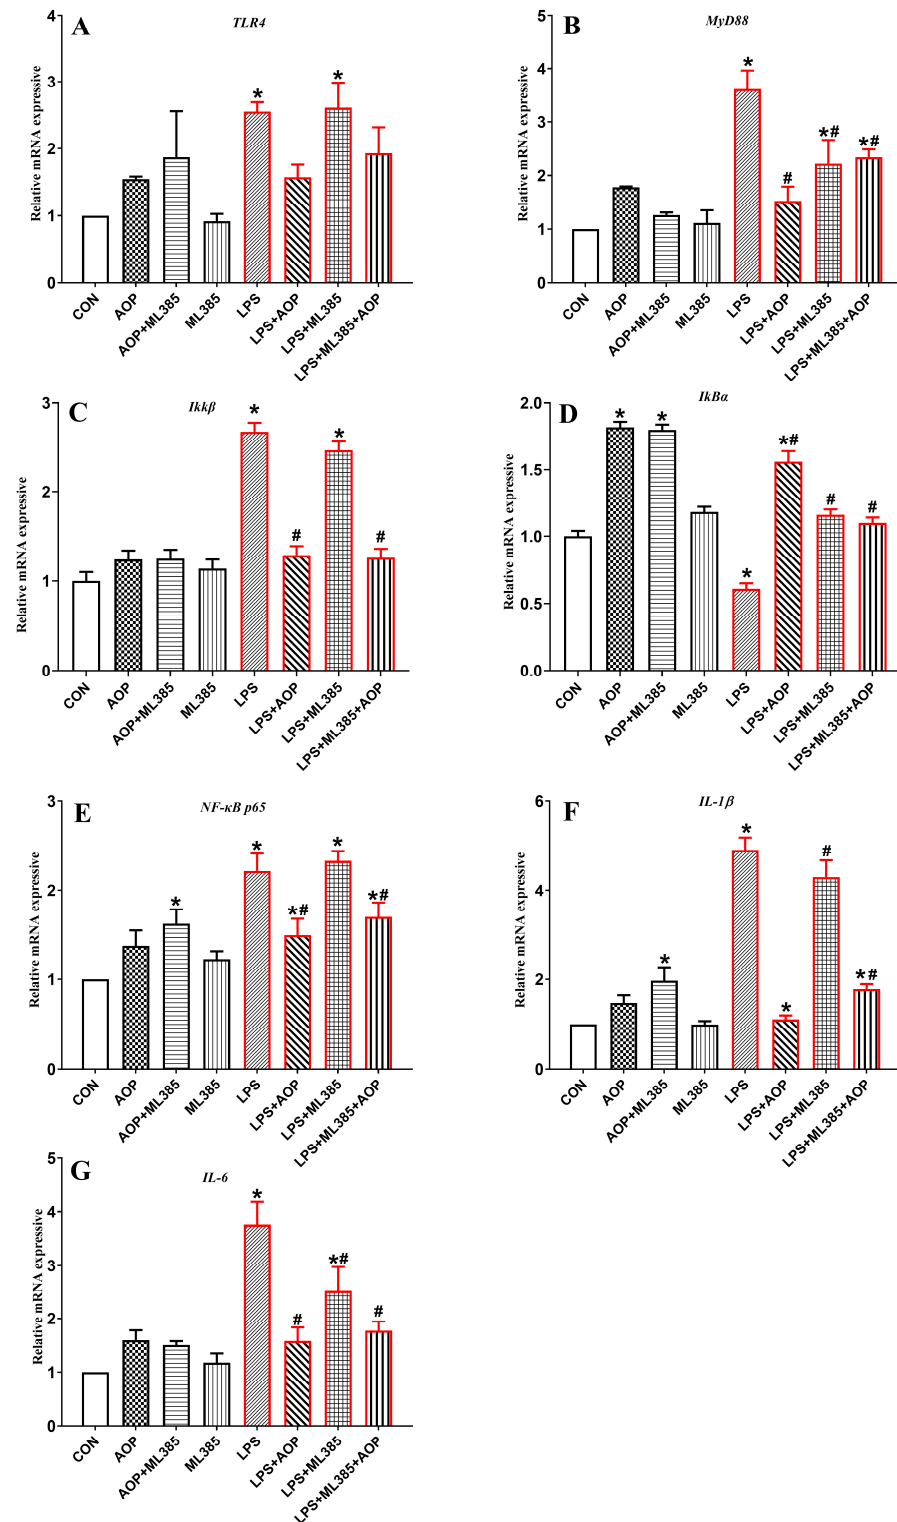 A
TLR4
Relative mRNA expressive
4
3
2
1
0
*
*
CON
AOP
AOP+ML385
ML385
LPS
LPS+AOP
LPS+ML385
LPS+ML385+AOP
B
MyD88
Relative mRNA expressive
5
4
3
2
1
0
*
#
*#
*#
CON
AOP
AOP+ML385
ML385
LPS
LPS+AOP
LPS+ML385
LPS+ML385+AOP
C
Ikkβ
Relative mRNA expressive
3
2
1
0
*
#
*
#
CON
AOP
AOP+ML385
ML385
LPS
LPS+AOP
LPS+ML385
LPS+ML385+AOP
D
IkBα
Relative mRNA expressive
2.0
1.5
1.0
0.5
0.0
*
*
*
*#
#
#
CON
AOP
AOP+ML385
ML385
LPS
LPS+AOP
LPS+ML385
LPS+ML385+AOP
E
NF-κB p65
Relative mRNA expressive
3
2
1
0
*
*
*#
*
*#
CON
AOP
AOP+ML385
ML385
LPS
LPS+AOP
LPS+ML385
LPS+ML385+AOP
F
IL-1β
Relative mRNA expressive
6
4
2
0
*
*
*
#
*#
CON
AOP
AOP+ML385
ML385
LPS
LPS+AOP
LPS+ML385
LPS+ML385+AOP
G
IL-6
Relative mRNA expressive
5
4
3
2
1
0
*
#
*#
#
CON
AOP
AOP+ML385
ML385
LPS
LPS+AOP
LPS+ML385
LPS+ML385+AOP